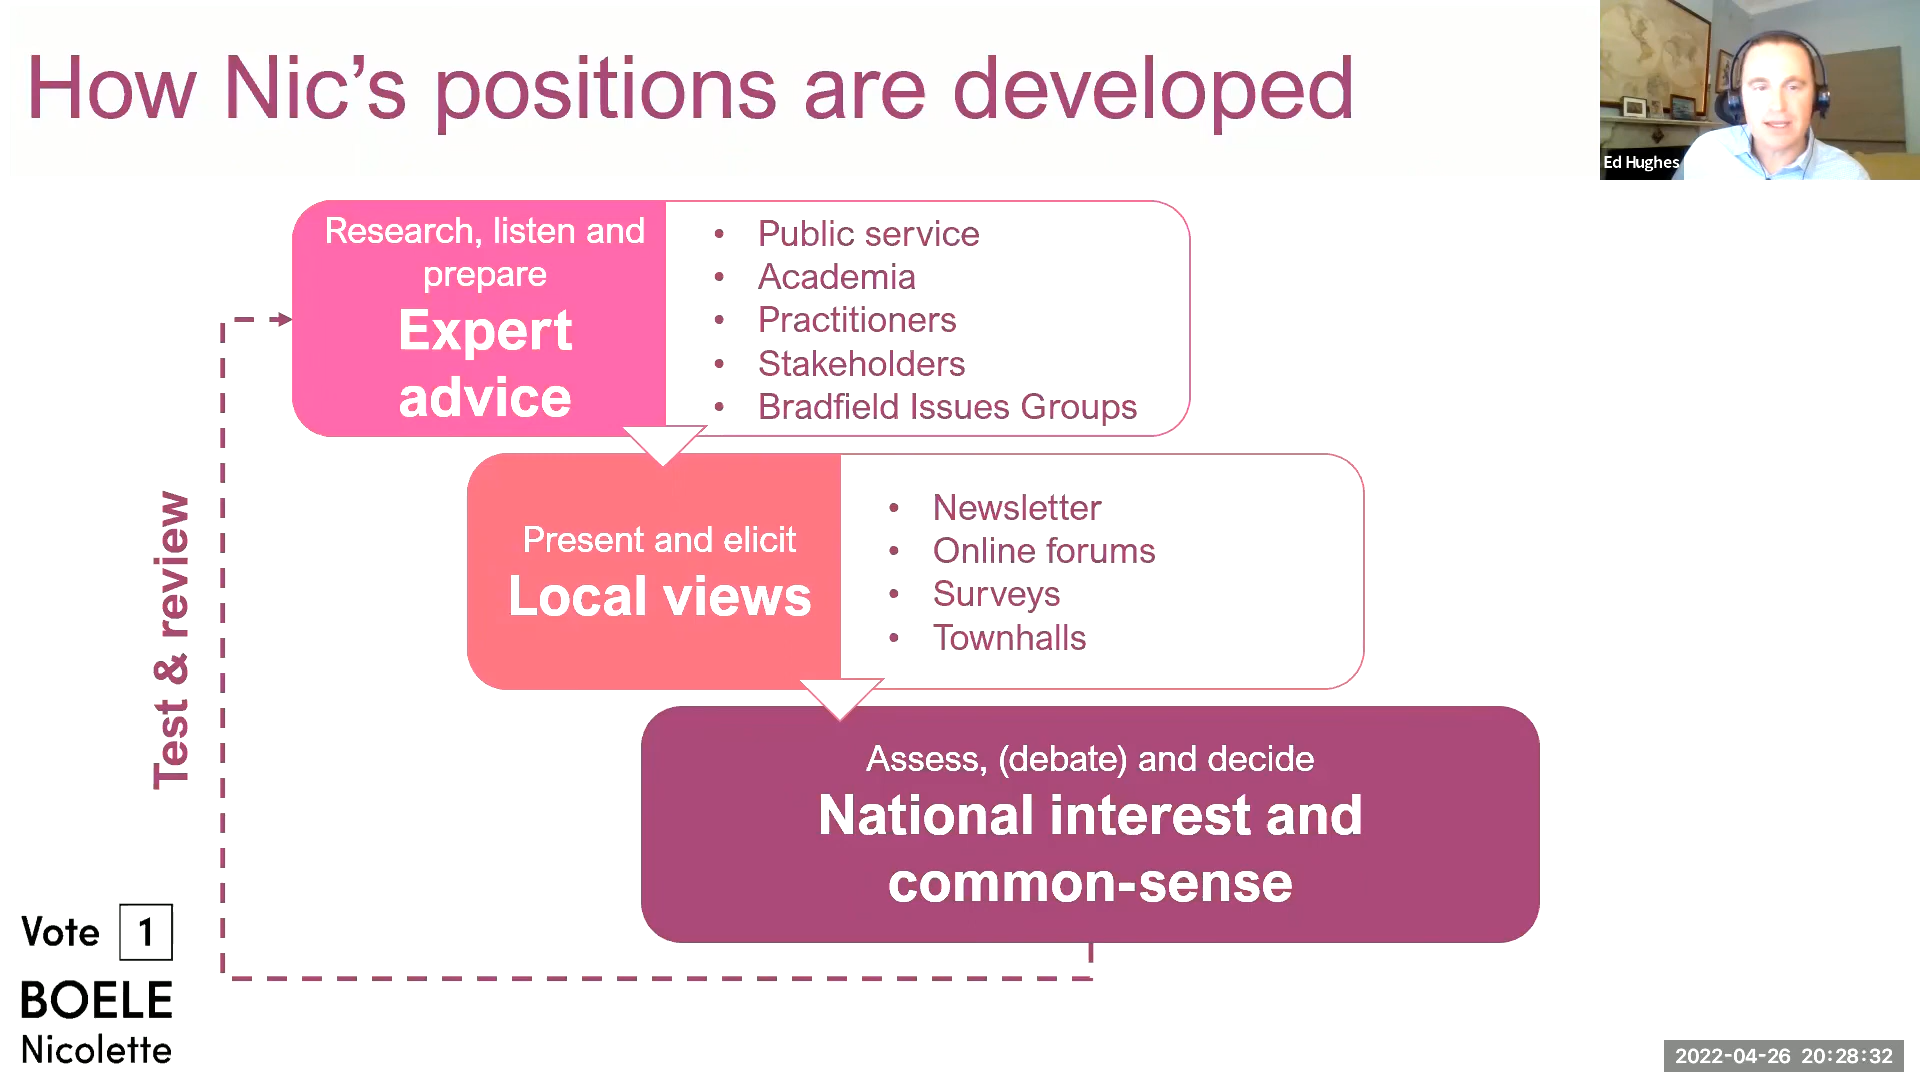 How Nic’s positions are developed
Ed Hughes
Research, listen and
prepare
Expert
advice
• Public service
• Academia
• Practitioners
• Stakeholders
• Bradfield Issues Groups
Present and elicit
Local views
• Newsletter
• Online forums
• Surveys
• Townhalls
Assess, (debate) and decide
National interest and
common-sense
Test & review
Vote 1
BOELE
Nicolette
2022-04-26 20:28:32